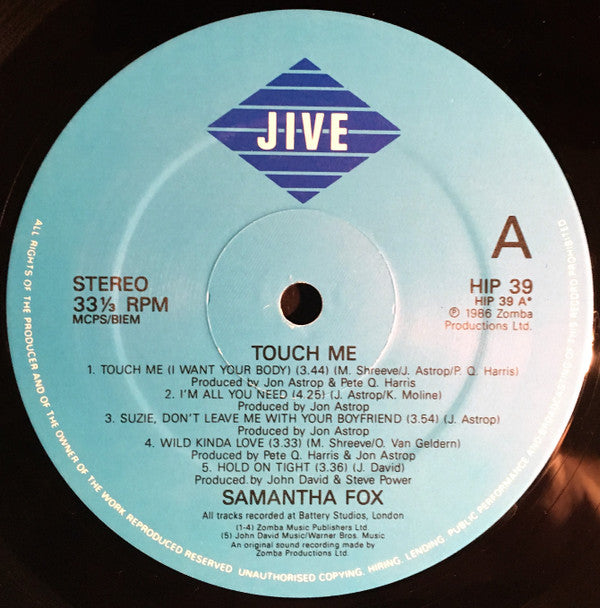 JIVE
A
STEREO
33⅓ RPM
MCPS/BIEM
HIP 39
HIP 39 A*
℗ 1986 Zomba
Productions Ltd.
TOUCH ME
1. TOUCH ME (I WANT YOUR BODY) (3.44) (M. Shreeve/J. Astrop/P. Q. Harris)
Produced by Jon Astrop & Pete Q. Harris
2. I'M ALL YOU NEED (4.25) (J. Astrop/K. Moline)
Produced by Jon Astrop
3. SUZIE, DON'T LEAVE ME WITH YOUR BOYFRIEND (3.54) (J. Astrop)
Produced by Jon Astrop
4. WILD KINDA LOVE (3.33) (M. Shreeve/O. Van Geldern)
Produced by Pete Q. Harris & Jon Astrop
5. HOLD ON TIGHT (3.36) (J. David)
Produced by John David & Steve Power
SAMANTHA FOX
All tracks recorded at Battery Studios, London
(1-4) Zomba Music Publishers Ltd.
(5) John David Music/Warner Bros. Music
An original sound recording made by
Zomba Productions Ltd.
ALL RIGHTS OF THE PRODUCER AND OF THE OWNER OF THE WORK REPRODUCED RESERVED. UNAUTHORISED COPYING, HIRING, LENDING, PUBLIC PERFORMANCE AND BROADCASTING OF THIS RECORD PROHIBITED